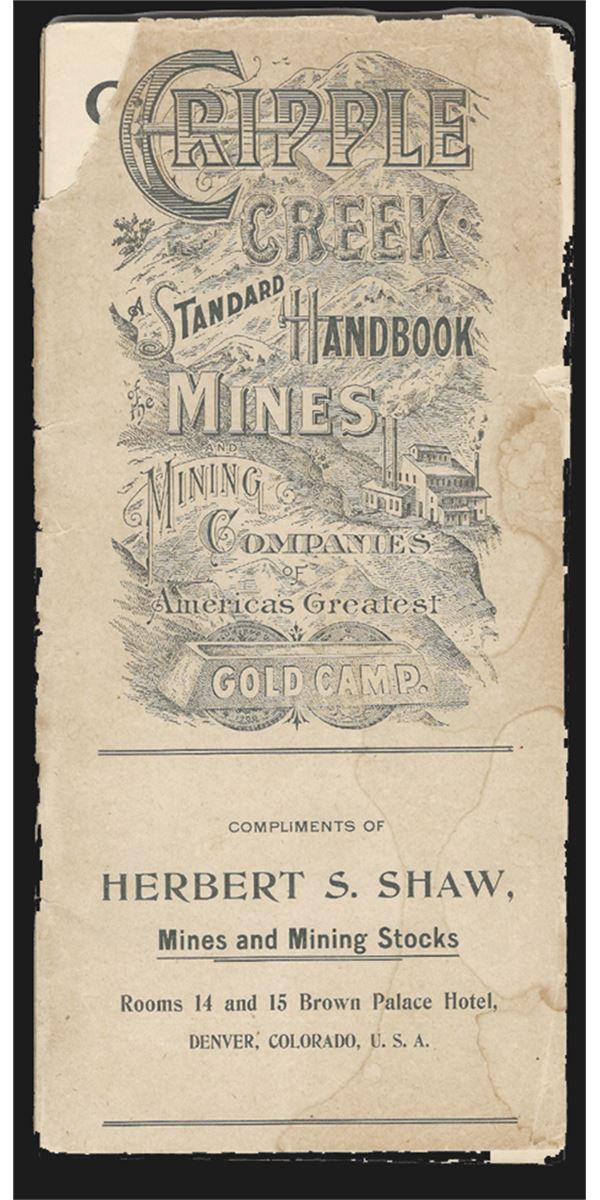 C
CRIPPLE
CREEK
A STANDARD HANDBOOK
of the MINES
AND
MINING
COMPANIES
OF
Americas Greatest
GOLD CAMP.
COMPLIMENTS OF
HERBERT S. SHAW,
Mines and Mining Stocks
Rooms 14 and 15 Brown Palace Hotel,
DENVER, COLORADO, U. S. A.